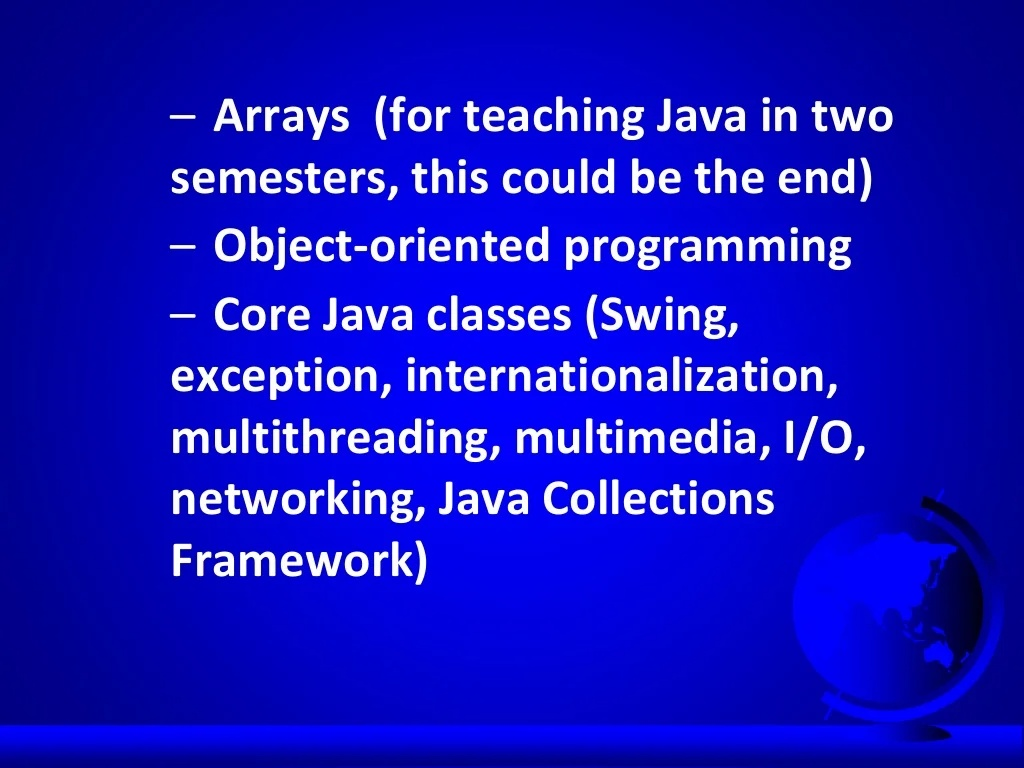 – Arrays  (for teaching Java in two
semesters, this could be the end)
– Object-oriented programming
– Core Java classes (Swing,
exception, internationalization,
multithreading, multimedia, I/O,
networking, Java Collections
Framework)